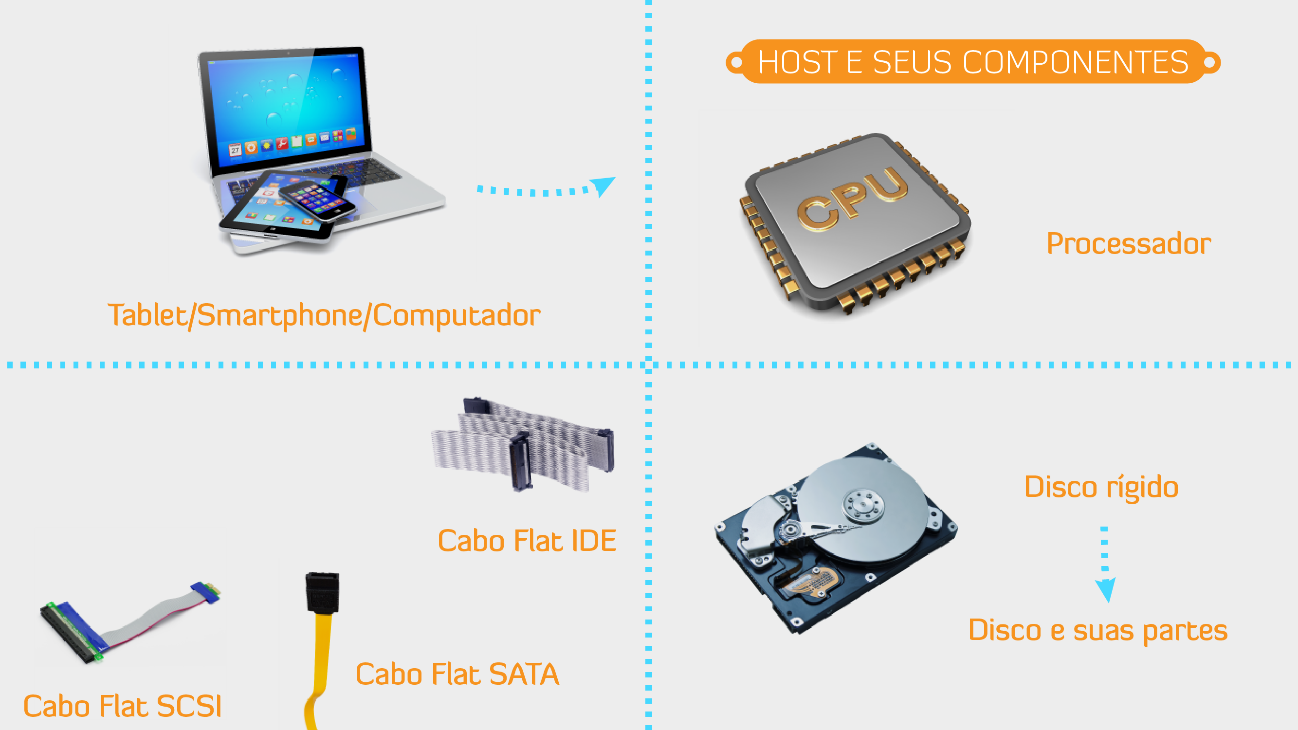 HOST E SEUS COMPONENTES
CPU
Processador
Tablet/Smartphone/Computador
Cabo Flat IDE
Cabo Flat SATA
Cabo Flat SCSI
Disco rígido
Disco e suas partes